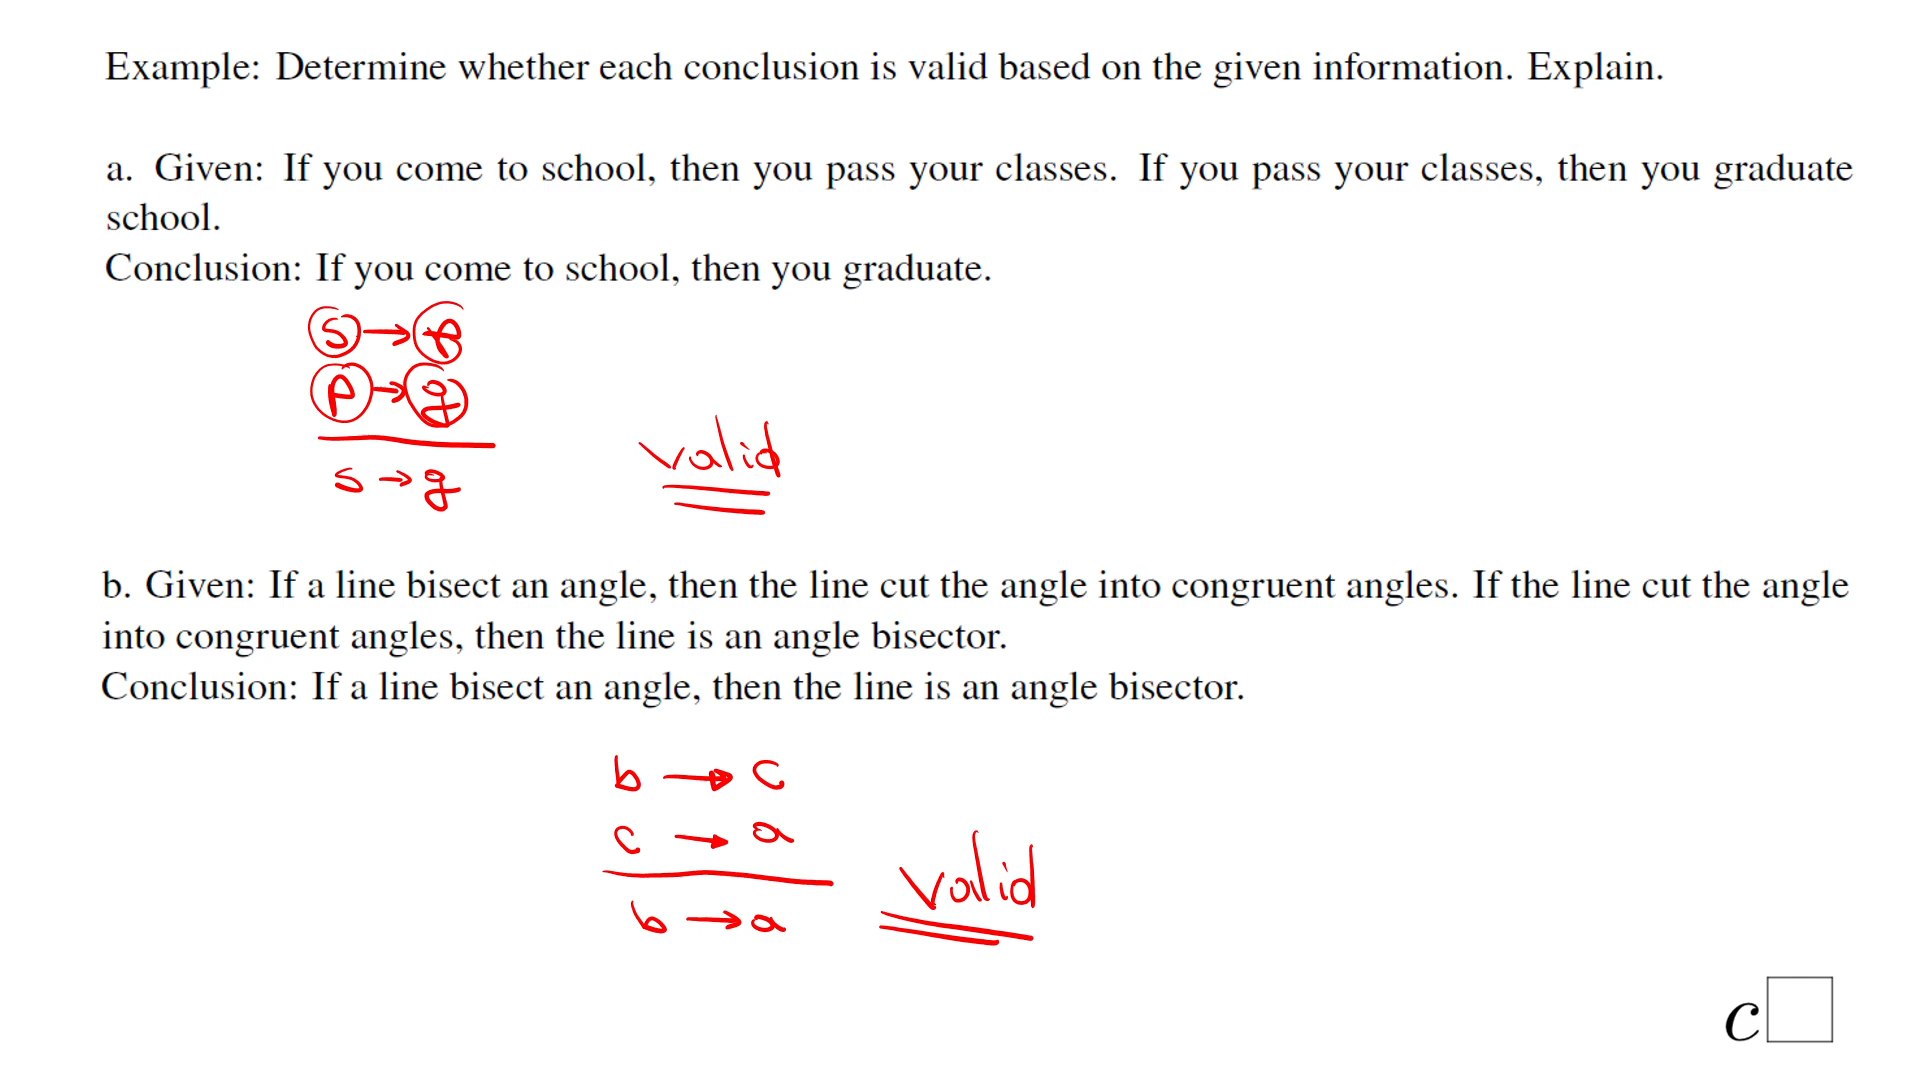 Example: Determine whether each conclusion is valid based on the given information. Explain.
a. Given: If you come to school, then you pass your classes. If you pass your classes, then you graduate
school.
Conclusion: If you come to school, then you graduate.
s → p
p → g
s → g
valid
b. Given: If a line bisect an angle, then the line cut the angle into congruent angles. If the line cut the angle
into congruent angles, then the line is an angle bisector.
Conclusion: If a line bisect an angle, then the line is an angle bisector.
b → c
c → a
b → a
valid
c